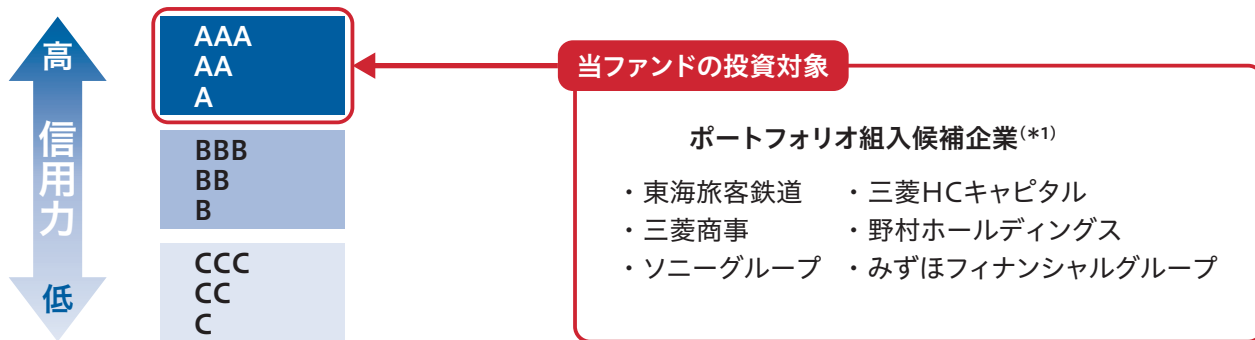 高
信用力
低
AAA
AA
A
BBB
BB
B
CCC
CC
C
当ファンドの投資対象
ポートフォリオ組入候補企業(*1)
・東海旅客鉄道 ・三菱HCキャピタル
・三菱商事 ・野村ホールディングス
・ソニーグループ ・みずほフィナンシャルグループ